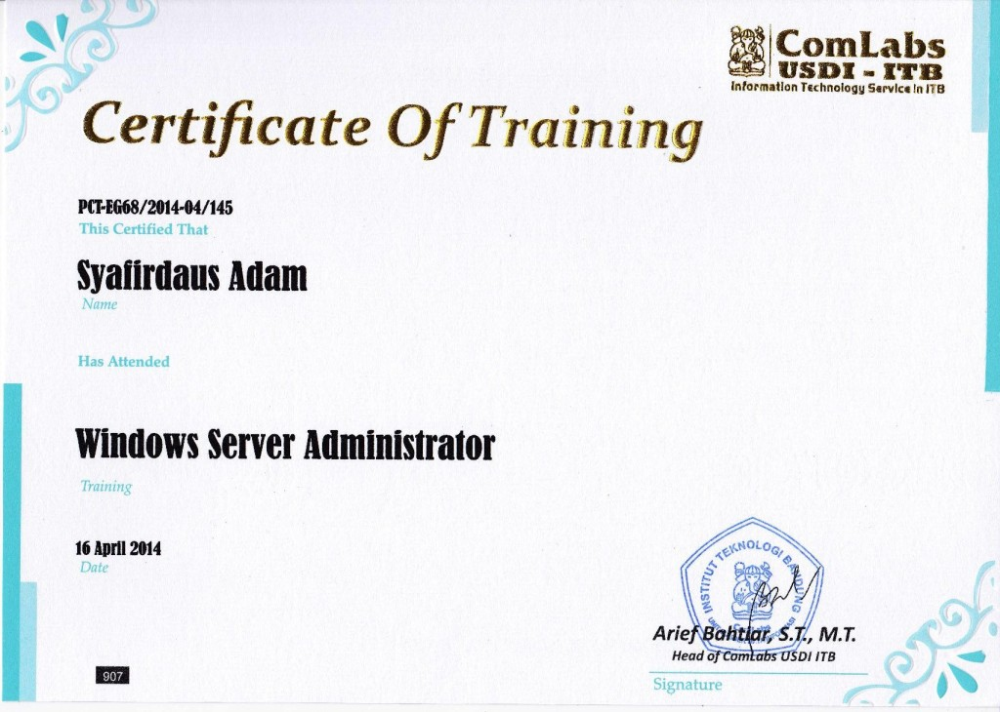 ComLabs
USDI - ITB
Information Technology Service In ITB
Certificate Of Training
PCT-EG68/2014-04/145
This Certified That
Syafirdaus Adam
Name
Has Attended
Windows Server Administrator
Training
16 April 2014
Date
INSTITUT TEKNOLOGI BANDUNG
Arief Bahtiar, S.T., M.T.
Head of ComLabs USDI ITB
Signature
907